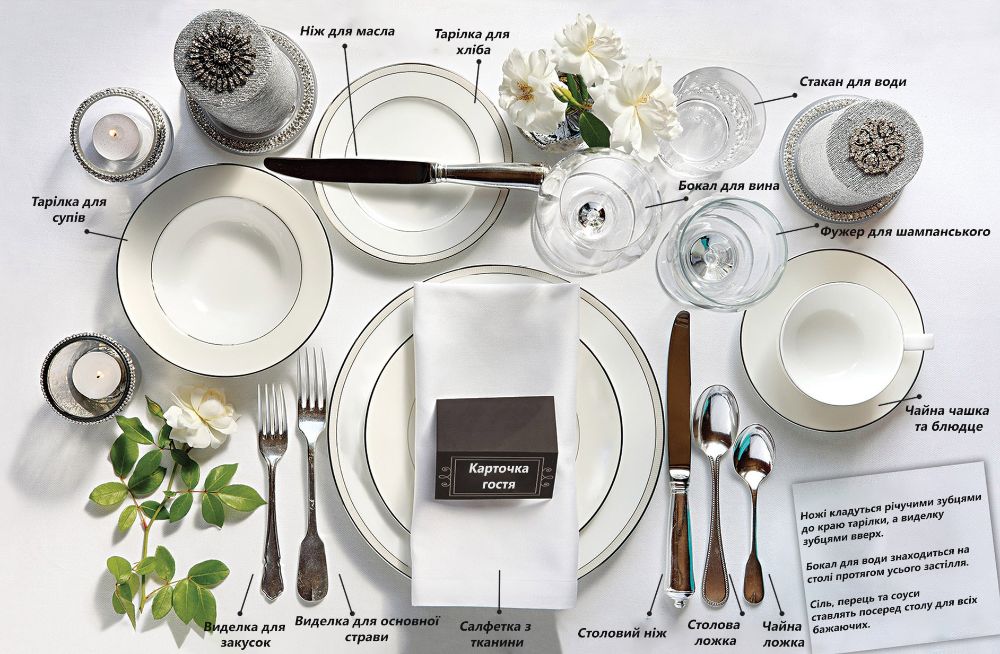 Ніж для масла
Тарілка для
хліба
Стакан для води
Бокал для вина
Тарілка для
супів
Фужер для шампанського
Чайна чашка
та блюдце
Карточка
гостя
Ножі кладуться річучими зубцями
до краю тарілки, а виделку
зубцями вверх.
Бокал для води знаходиться на
столі протягом усього застілля.
Сіль, перець та соуси
ставлять посеред столу для всіх
бажаючих.
Виделка для
закусок
Виделка для основної
страви
Салфетка з
тканини
Столовий ніж
Столова
ложка
Чайна
ложка